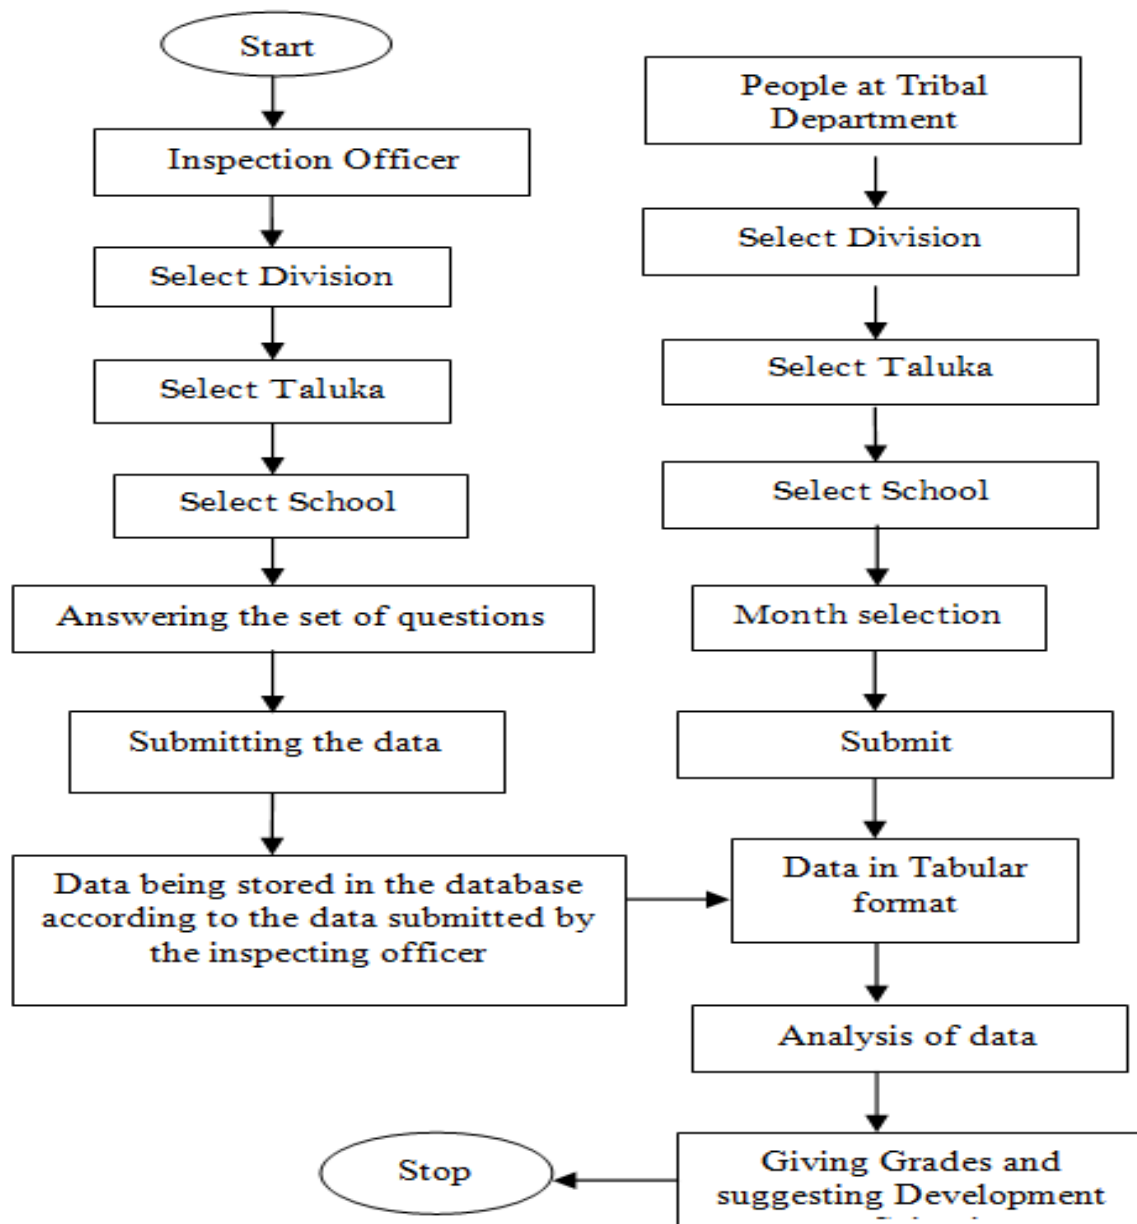 Start
Inspection Officer
Select Division
Select Taluka
Select School
Answering the set of questions
Submitting the data
Data being stored in the database
according to the data submitted by
the inspecting officer
People at Tribal
Department
Select Division
Select Taluka
Select School
Month selection
Submit
Data in Tabular
format
Analysis of data
Giving Grades and
suggesting Development
Stop